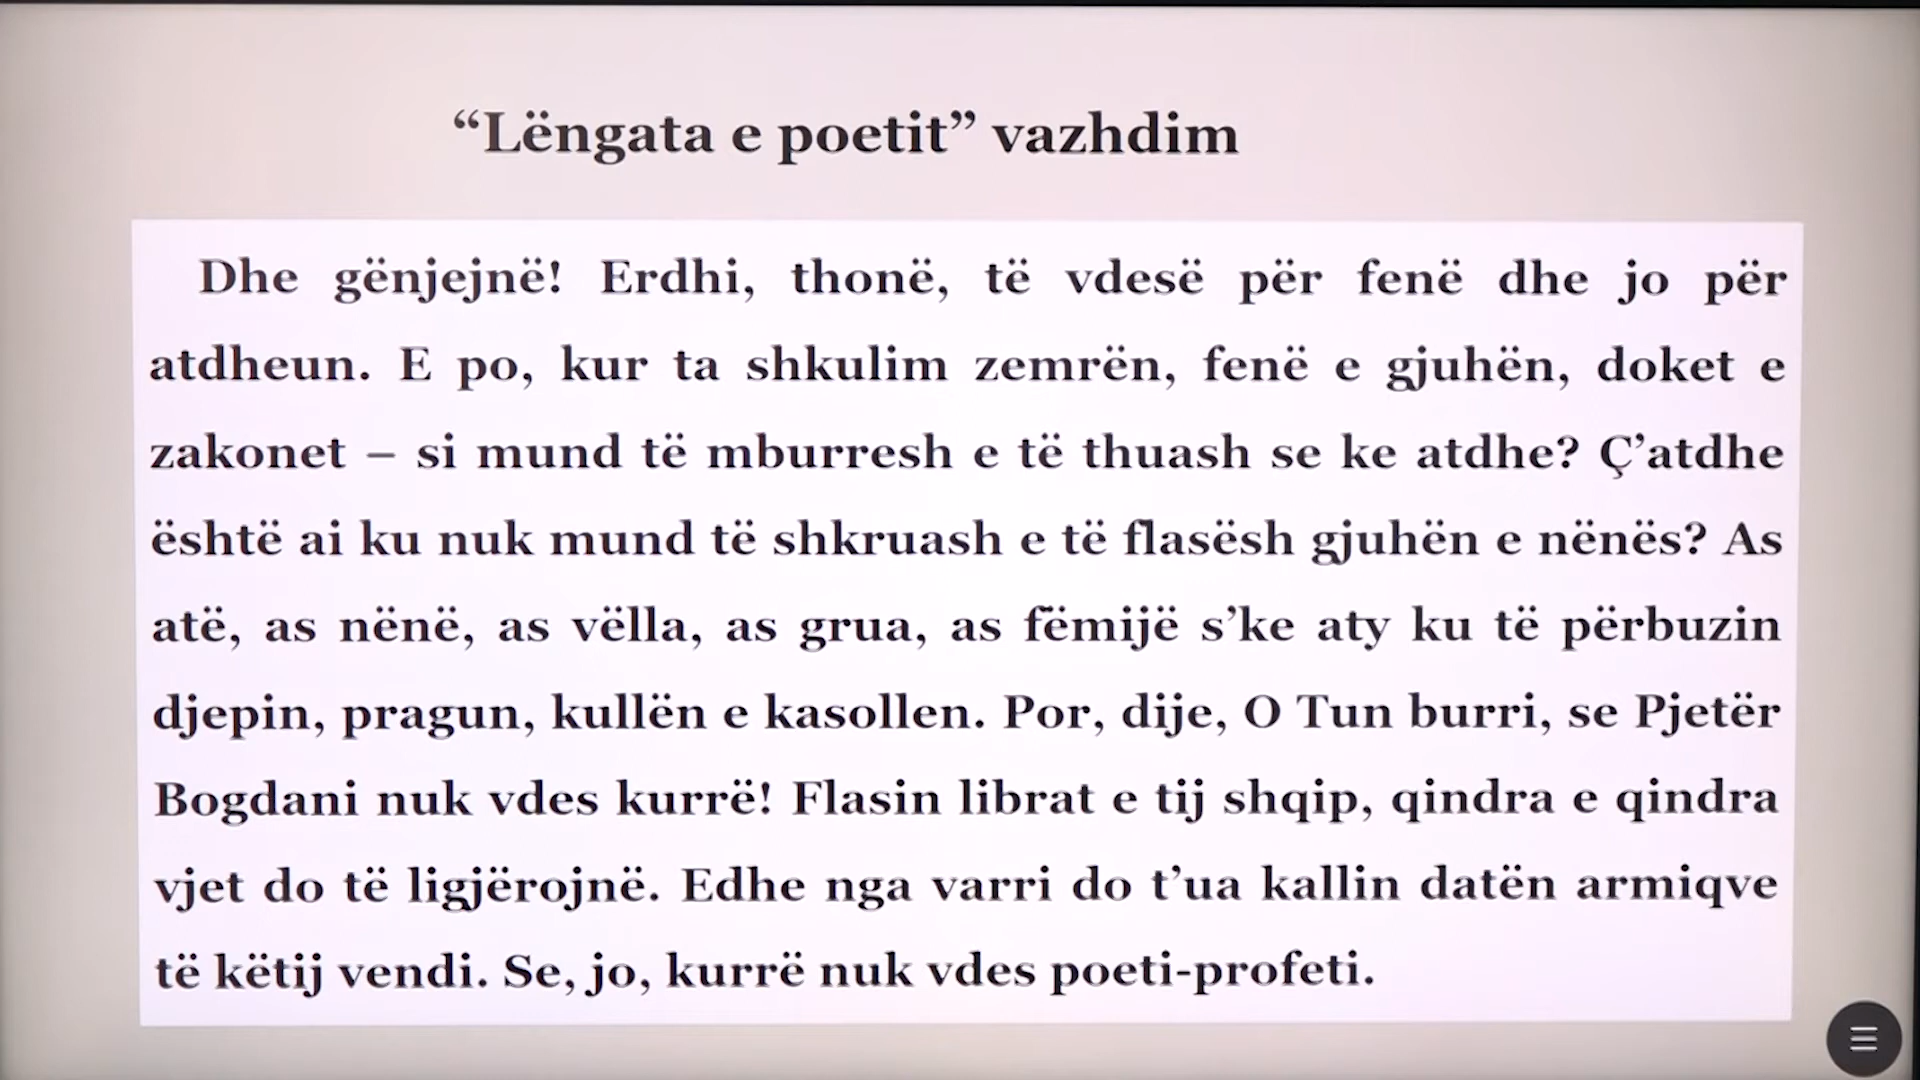 “Lëngata e poetit” vazhdim
Dhe gënjejnë! Erdhi, thonë, të vdesë për fenë dhe jo për
atdheun. E po, kur ta shkulim zemrën, fenë e gjuhën, doket e
zakonet – si mund të mburresh e të thuash se ke atdhe? Ç’atdhe
është ai ku nuk mund të shkruash e të flasësh gjuhën e nënës? As
atë, as nënë, as vëlla, as grua, as fëmijë s’ke aty ku të përbuzin
djepin, pragun, kullën e kasollen. Por, dije, O Tun burri, se Pjetër
Bogdani nuk vdes kurrë! Flasin librat e tij shqip, qindra e qindra
vjet do të ligjërojnë. Edhe nga varri do t’ua kallin datën armiqve
të këtij vendi. Se, jo, kurrë nuk vdes poeti-profeti.